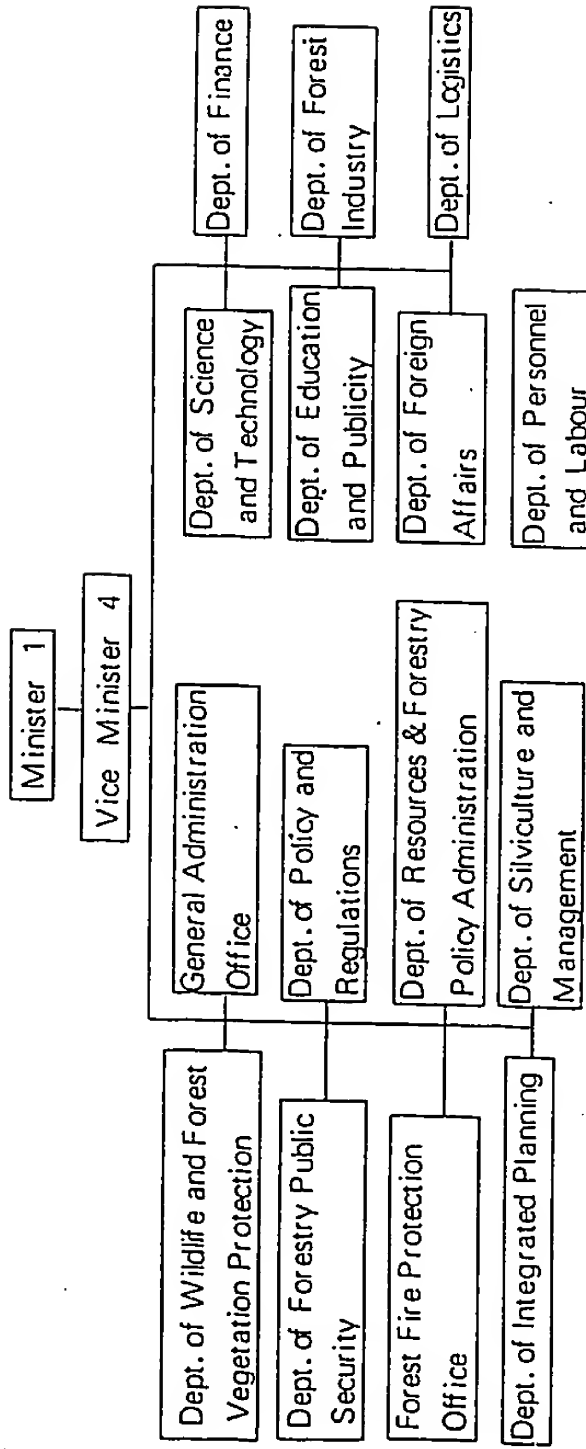 Minister 1
Vice Minister 4
Dept. of Wildlife and Forest
Vegetation Protection
General Administration
Office
Dept. of Science
and Technology
Dept. of Finance
Dept. of Forestry Public
Security
Dept. of Policy and
Regulations
Dept. of Education
and Publicity
Dept. of Forest
Industry
Forest Fire Protection
Office
Dept. of Resources & Forestry
Policy Administration
Dept. of Foreign
Affairs
Dept. of Logistics
Dept. of Integrated Planning
Dept. of Silviculture and
Management
Dept. of Personnel
and Labour